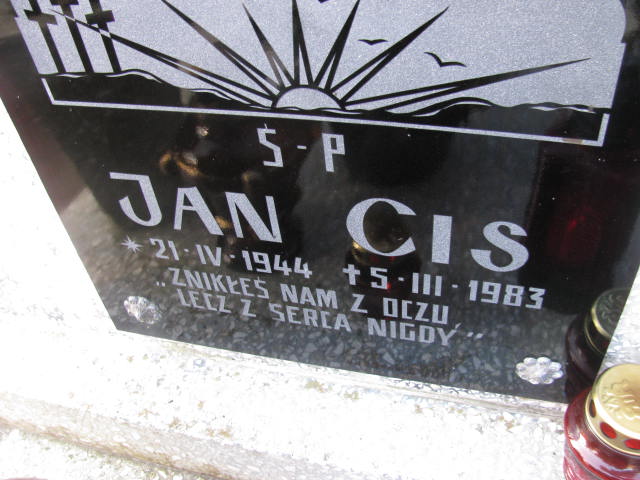 Ś-P
JAN CIS
* 21-IV-1944 † 5-III-1983
„ZNIKŁEŚ NAM Z OCZU
LECZ Z SERCA NIGDY”